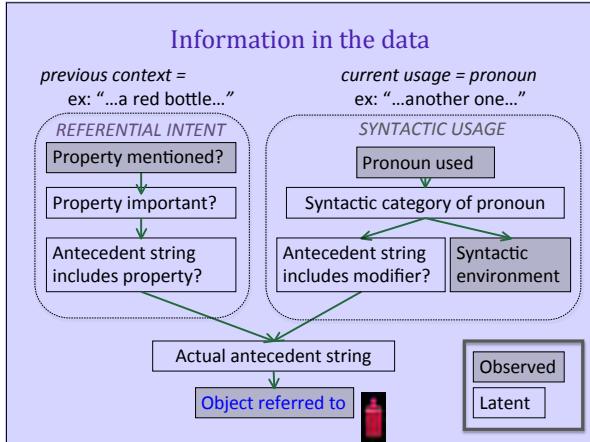 Information in the data
previous context =
ex: “…a red bottle…”
current usage = pronoun
ex: “…another one…”
REFERENTIAL INTENT
Property mentioned?
Property important?
Antecedent string
includes property?
SYNTACTIC USAGE
Pronoun used
Syntactic category of pronoun
Antecedent string
includes modifier?
Syntactic
environment
Actual antecedent string
Object referred to
Observed
Latent